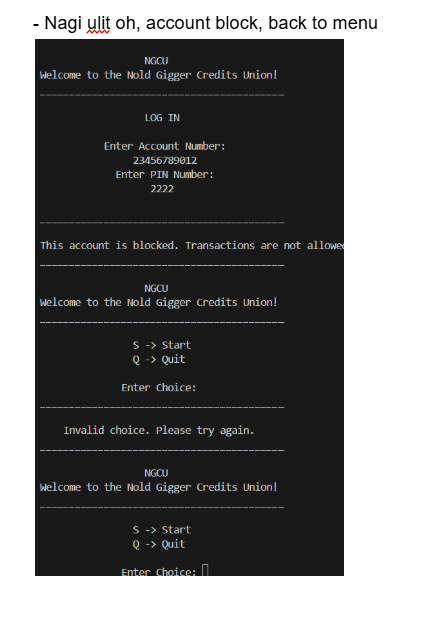 - Nagi ulit oh, account block, back to menu
NGCU
Welcome to the Nold Gigger Credits Union!
LOG IN
Enter Account Number:
23456789012
Enter PIN Number:
2222
This account is blocked. Transactions are not allowe
NGCU
Welcome to the Nold Gigger Credits Union!
S -> Start
Q -> Quit
Enter Choice:
Invalid choice. Please try again.
NGCU
Welcome to the Nold Gigger Credits Union!
S -> Start
Q -> Quit
Enter Choice: